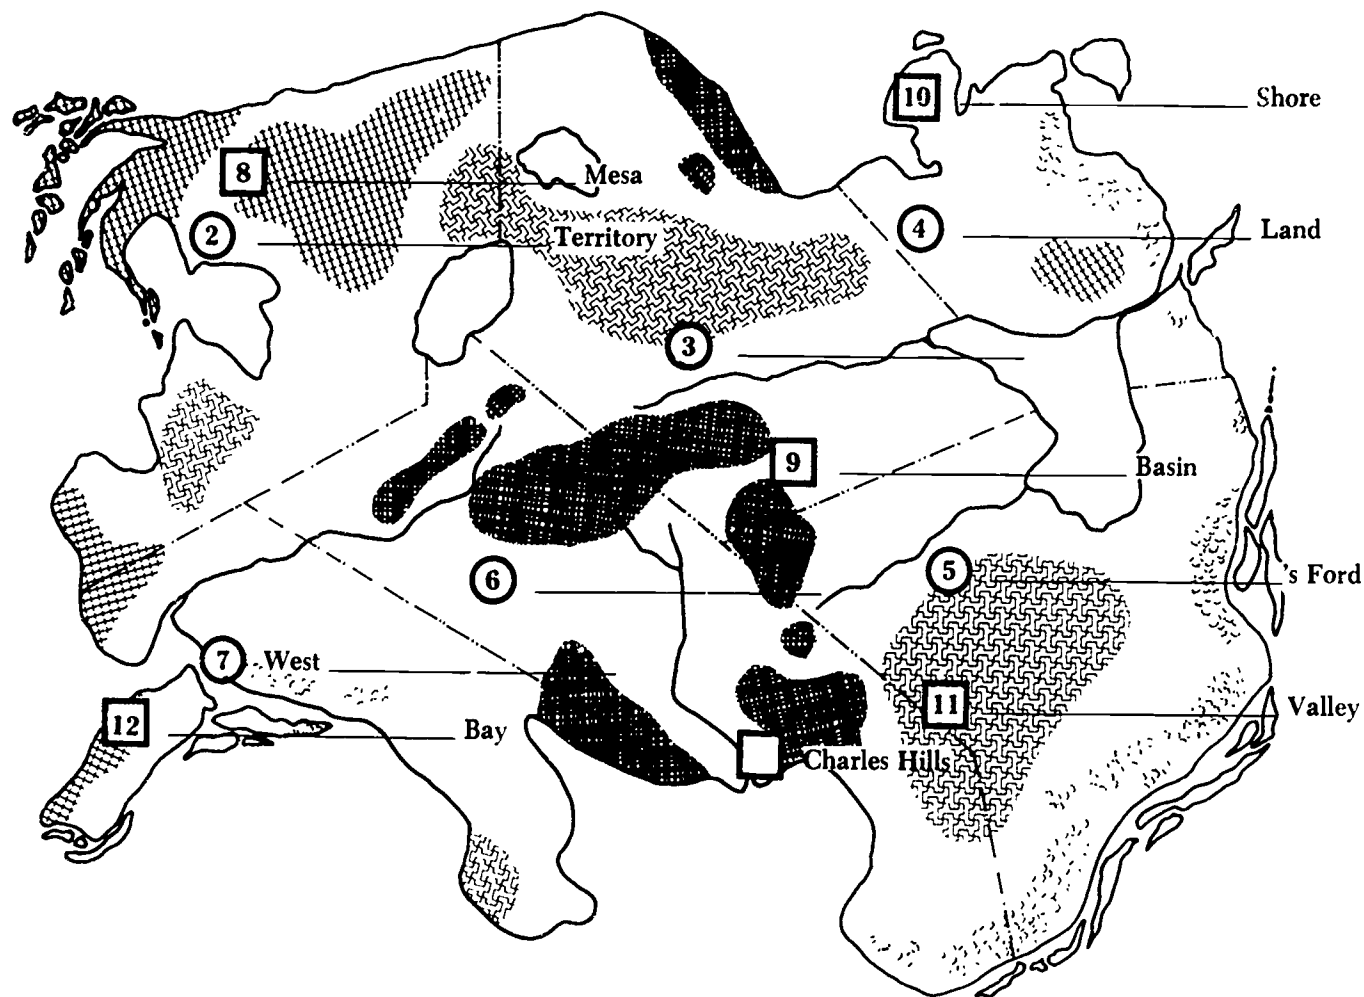 10 Shore
8 Mesa
2 Territory
4 Land
3
9 Basin
5 's Ford
6
7 West
11 Valley
12 Bay
Charles Hills